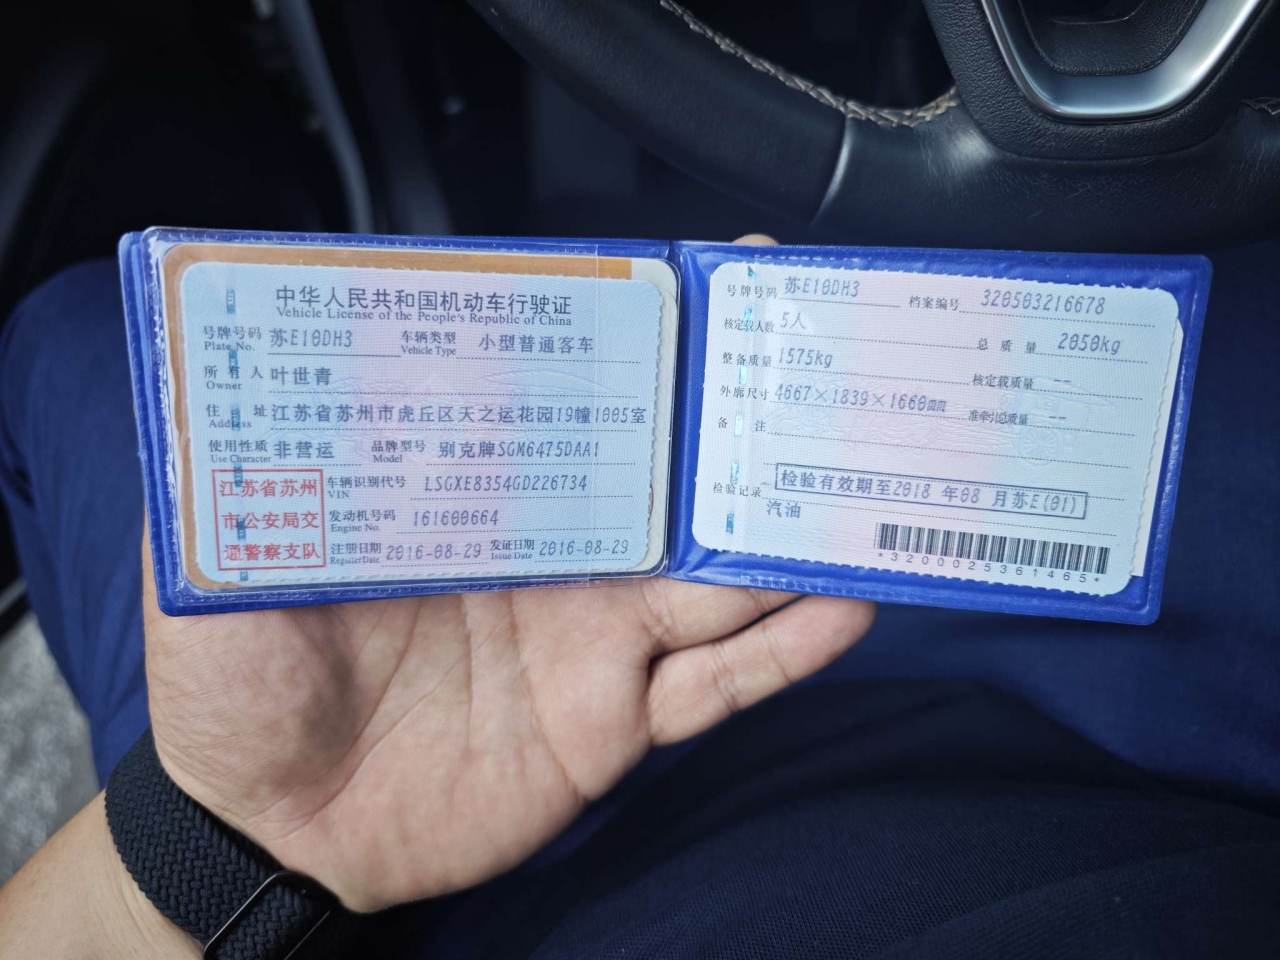 中华人民共和国机动车行驶证
Vehicle License of the People's Republic of China
号牌号码 苏E10DH3 车辆类型 小型普通客车
Plate No. Vehicle Type
所有人 叶世青
Owner
住址 江苏省苏州市虎丘区天之运花园19幢1005室
Address
使用性质 非营运 品牌型号 别克牌SGM6475DAA1
Use Character Model
江苏省苏州
市公安局交
通警察支队
车辆识别代号 LSGXE8354GD226734
VIN
发动机号码 161600664
Engine No.
注册日期 2016-08-29 发证日期 2016-08-29
Register Date Issue Date
号牌号码 苏E10DH3 档案编号 320503216678
核定载人数 5人 总质量 2050kg
整备质量 1575kg 核定载质量 --
外廓尺寸 4667×1839×1660mm 准牵引总质量 --
备注
检验记录 检验有效期至2018年08月苏E(01)
汽油
*3200025361465*